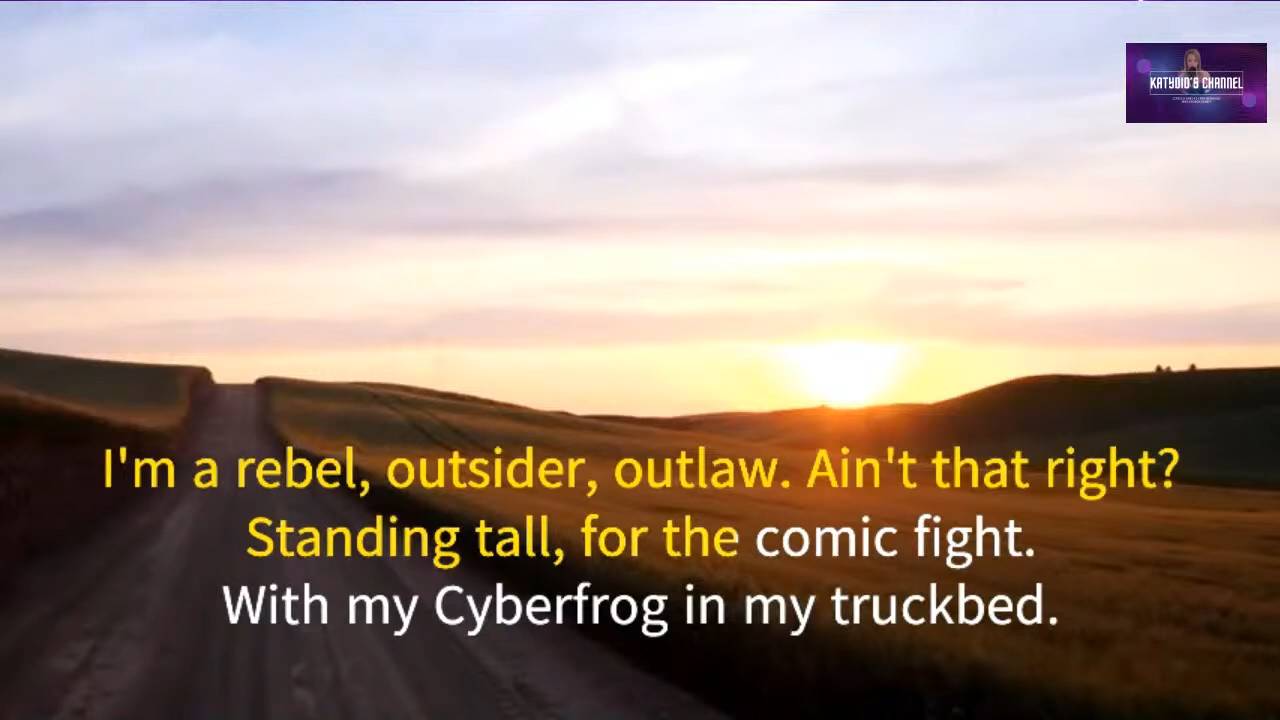 KATYDID'S CHANNEL
I'm a rebel, outsider, outlaw. Ain't that right?
Standing tall, for the comic fight.
With my Cyberfrog in my truckbed.